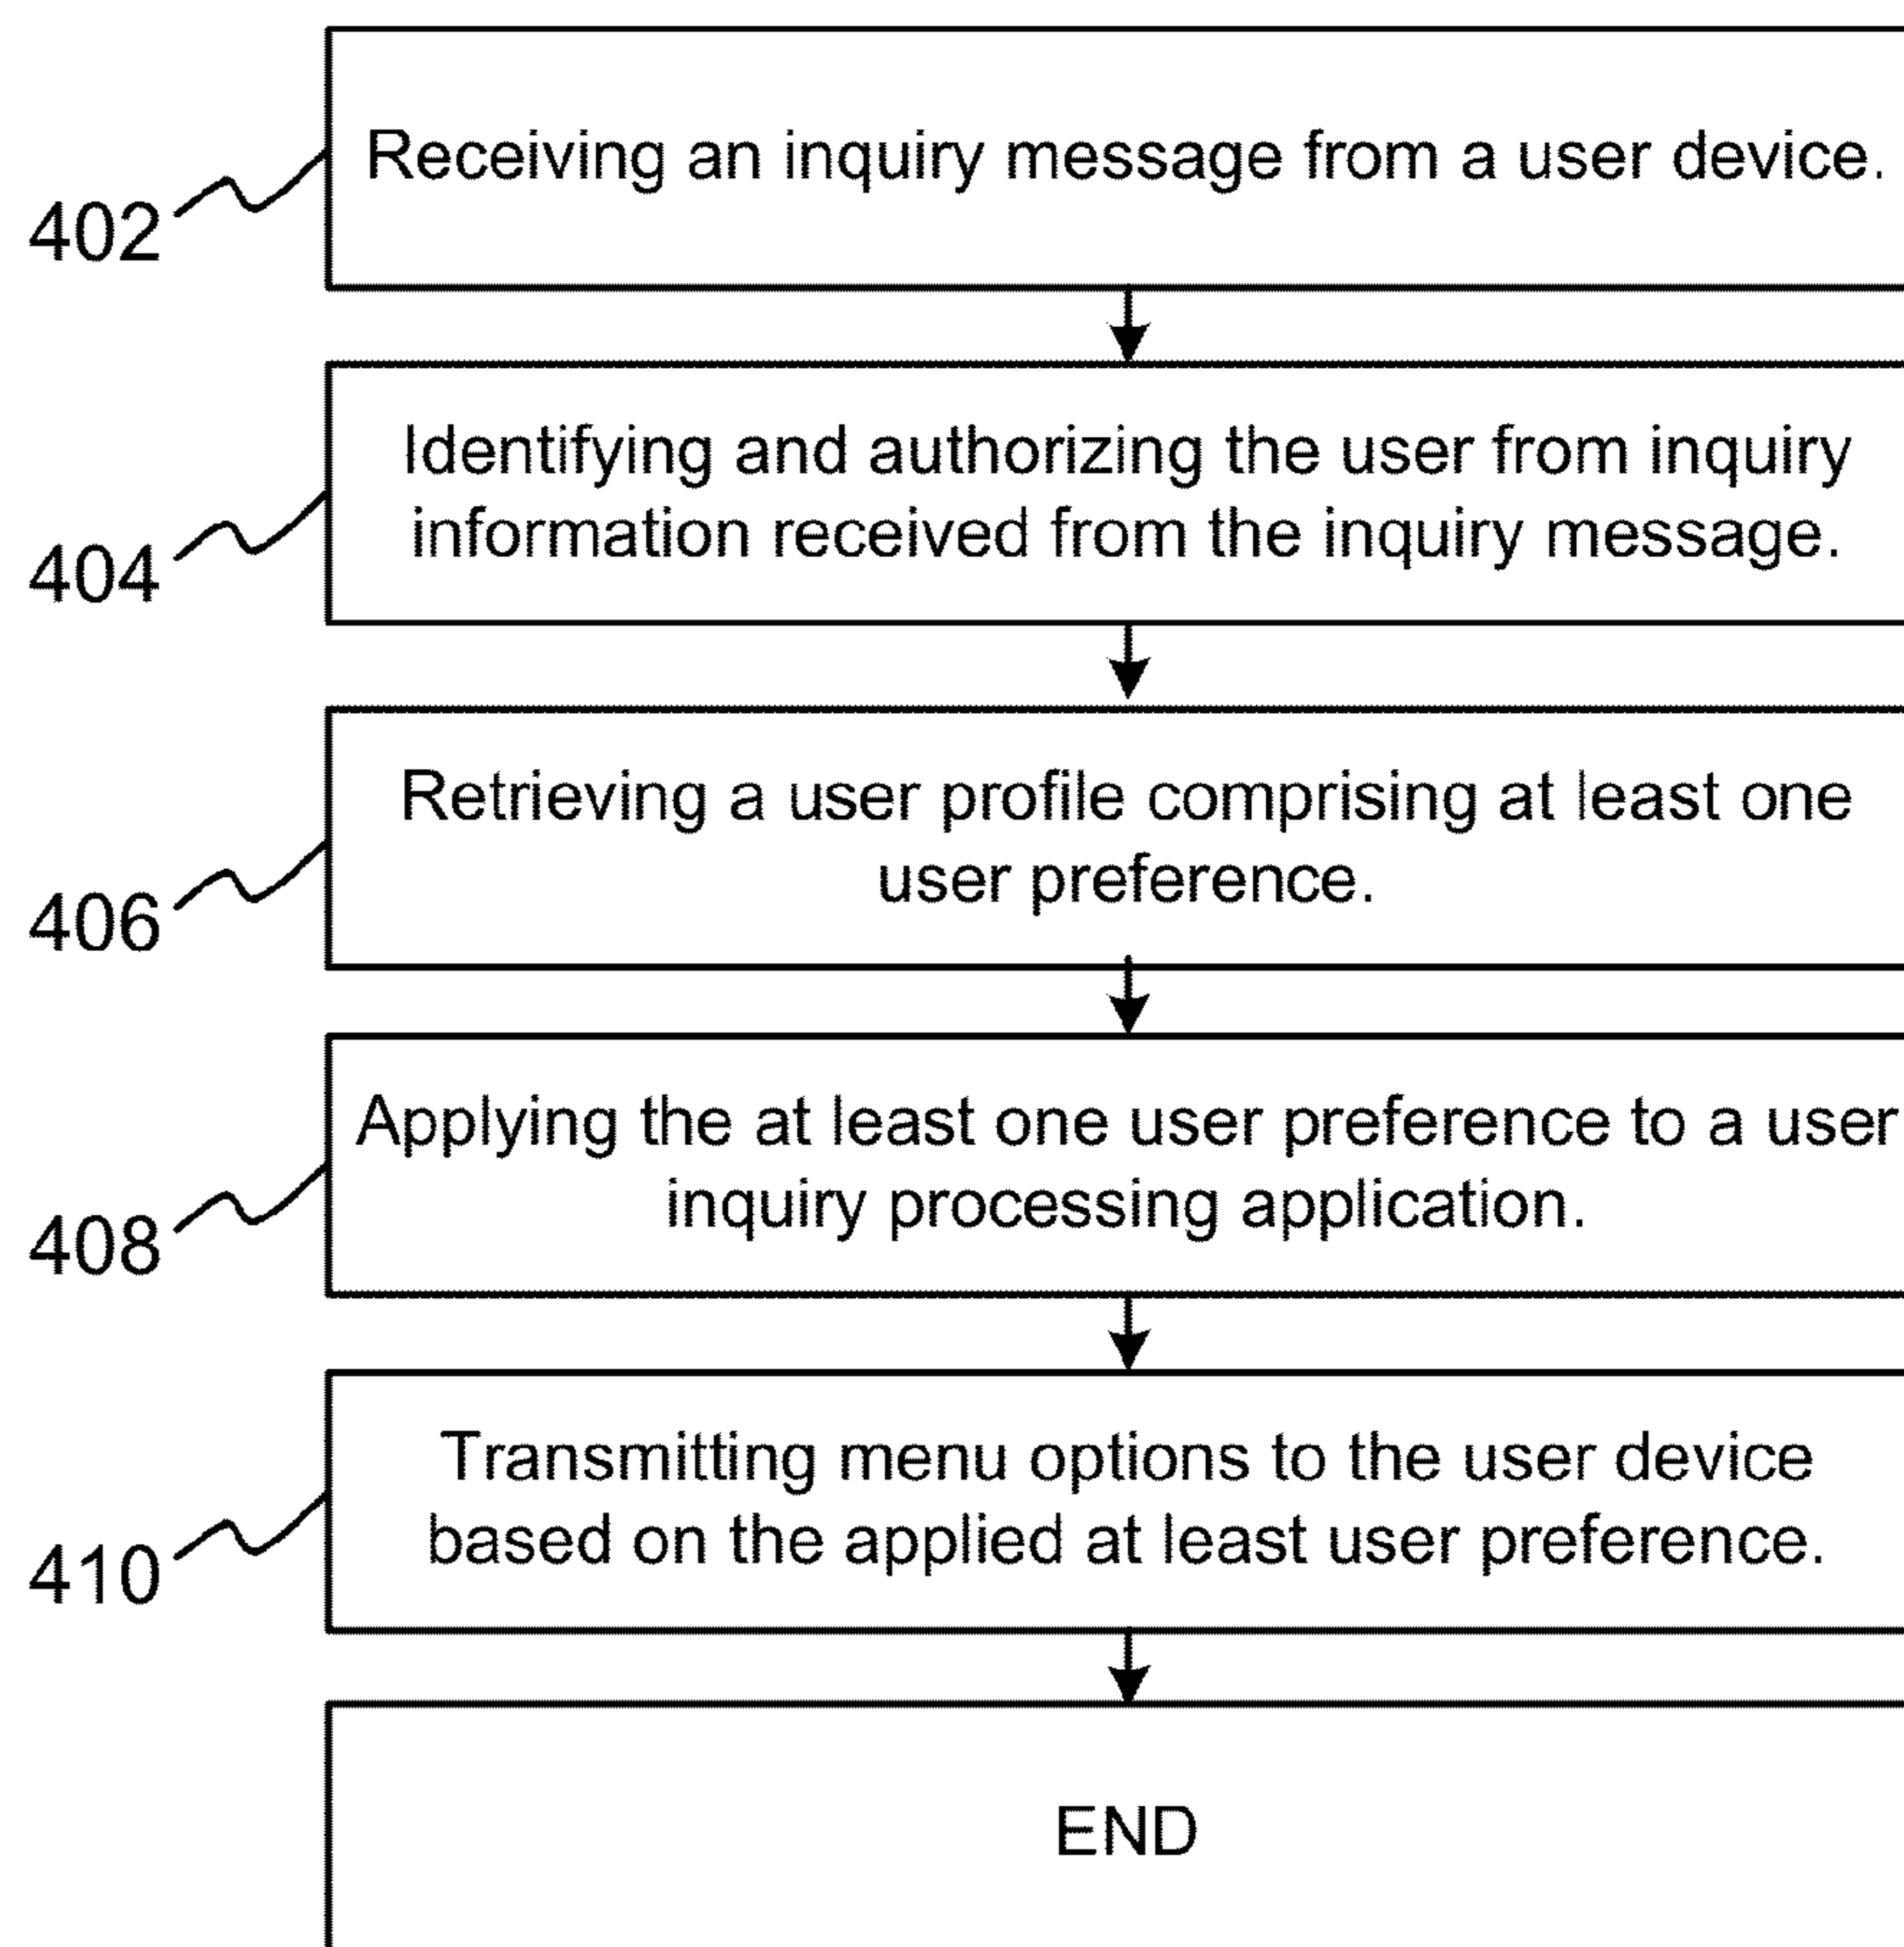 Receiving an inquiry message from a user device.
402
Identifying and authorizing the user from inquiry
information received from the inquiry message.
404
Retrieving a user profile comprising at least one
user preference.
406
Applying the at least one user preference to a user
inquiry processing application.
408
Transmitting menu options to the user device
based on the applied at least user preference.
410
END